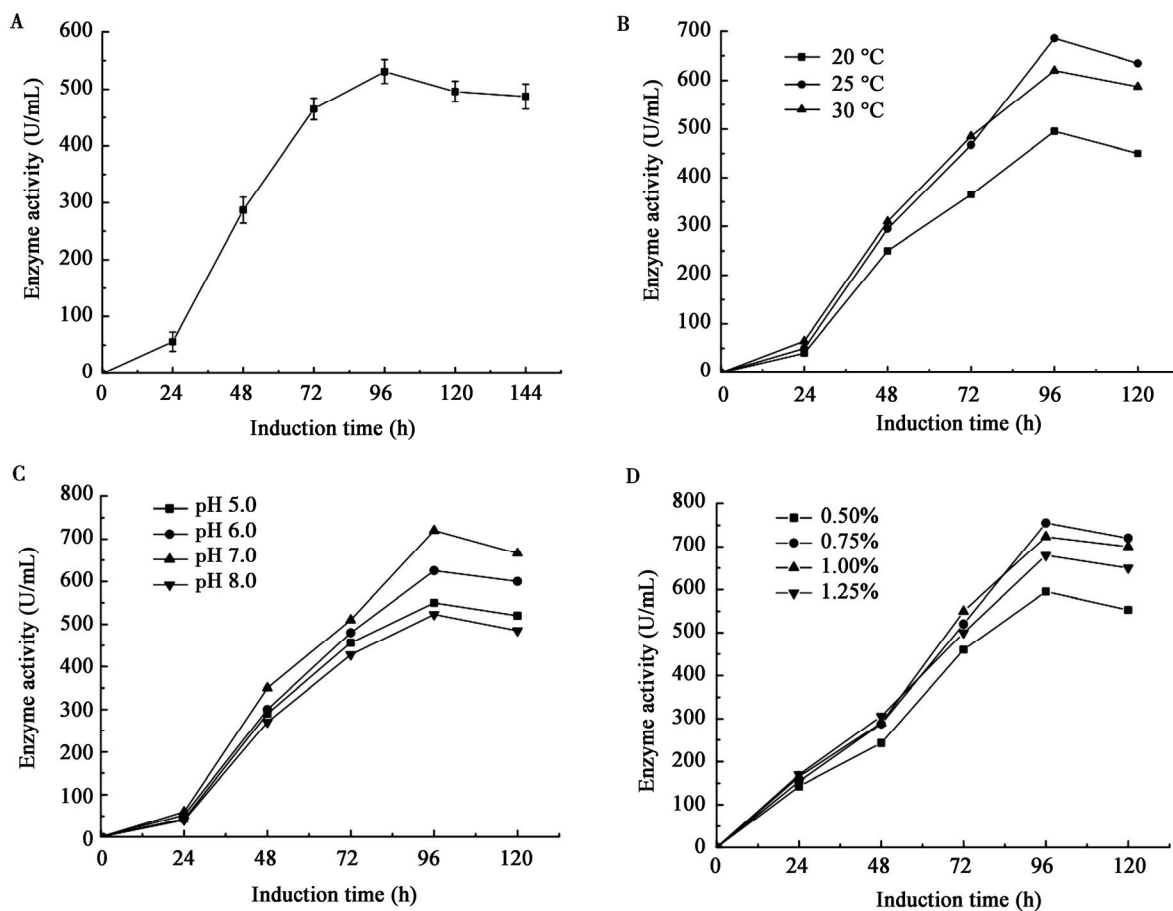 A
600
500
400
300
200
100
0
Enzyme activity (U/mL)
0 24 48 72 96 120 144
Induction time (h)
B
700
600
500
400
300
200
100
0
Enzyme activity (U/mL)
20 °C
25 °C
30 °C
0 24 48 72 96 120
Induction time (h)
C
800
700
600
500
400
300
200
100
0
Enzyme activity (U/mL)
pH 5.0
pH 6.0
pH 7.0
pH 8.0
0 24 48 72 96 120
Induction time (h)
D
800
700
600
500
400
300
200
100
0
Enzyme activity (U/mL)
0.50%
0.75%
1.00%
1.25%
0 24 48 72 96 120
Induction time (h)